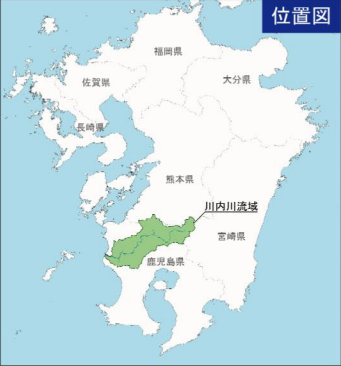 位置図
福岡県
佐賀県
大分県
長崎県
熊本県
川内川流域
宮崎県
鹿児島県